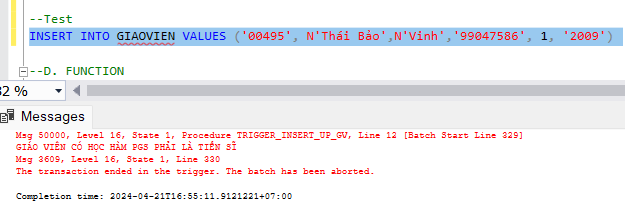 --Test
INSERT INTO GIAOVIEN VALUES ('00495', N'Thái Bảo',N'Vinh','99047586', 1, '2009')
--D. FUNCTION
32 %
Messages
Msg 50000, Level 16, State 1, Procedure TRIGGER_INSERT_UP_GV, Line 12 [Batch Start Line 329]
GIÁO VIÊN CÓ HỌC HÀM PGS PHẢI LÀ TIẾN SĨ
Msg 3609, Level 16, State 1, Line 330
The transaction ended in the trigger. The batch has been aborted.
Completion time: 2024-04-21T16:55:11.9121221+07:00